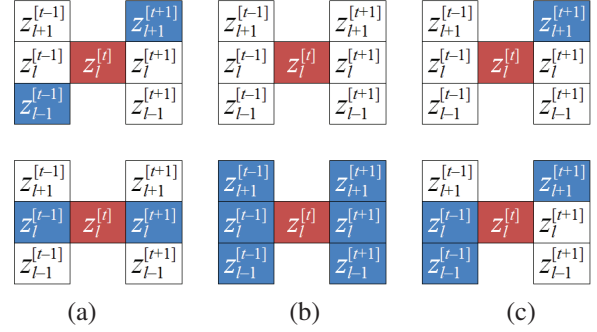 z_{l+1}^{[t-1]} z_{l+1}^{[t+1]} z_{l+1}^{[t-1]} z_{l+1}^{[t+1]} z_{l+1}^{[t-1]} z_{l+1}^{[t+1]}
z_l^{[t-1]} z_l^{[t]} z_l^{[t+1]} z_l^{[t-1]} z_l^{[t]} z_l^{[t+1]} z_l^{[t-1]} z_l^{[t]} z_l^{[t+1]}
z_{l-1}^{[t-1]} z_{l-1}^{[t+1]} z_{l-1}^{[t-1]} z_{l-1}^{[t+1]} z_{l-1}^{[t-1]} z_{l-1}^{[t+1]}
z_{l+1}^{[t-1]} z_{l+1}^{[t+1]} z_{l+1}^{[t-1]} z_{l+1}^{[t+1]} z_{l+1}^{[t-1]} z_{l+1}^{[t+1]}
z_l^{[t-1]} z_l^{[t]} z_l^{[t+1]} z_l^{[t-1]} z_l^{[t]} z_l^{[t+1]} z_l^{[t-1]} z_l^{[t]} z_l^{[t+1]}
z_{l-1}^{[t-1]} z_{l-1}^{[t+1]} z_{l-1}^{[t-1]} z_{l-1}^{[t+1]} z_{l-1}^{[t-1]} z_{l-1}^{[t+1]}
(a) (b) (c)